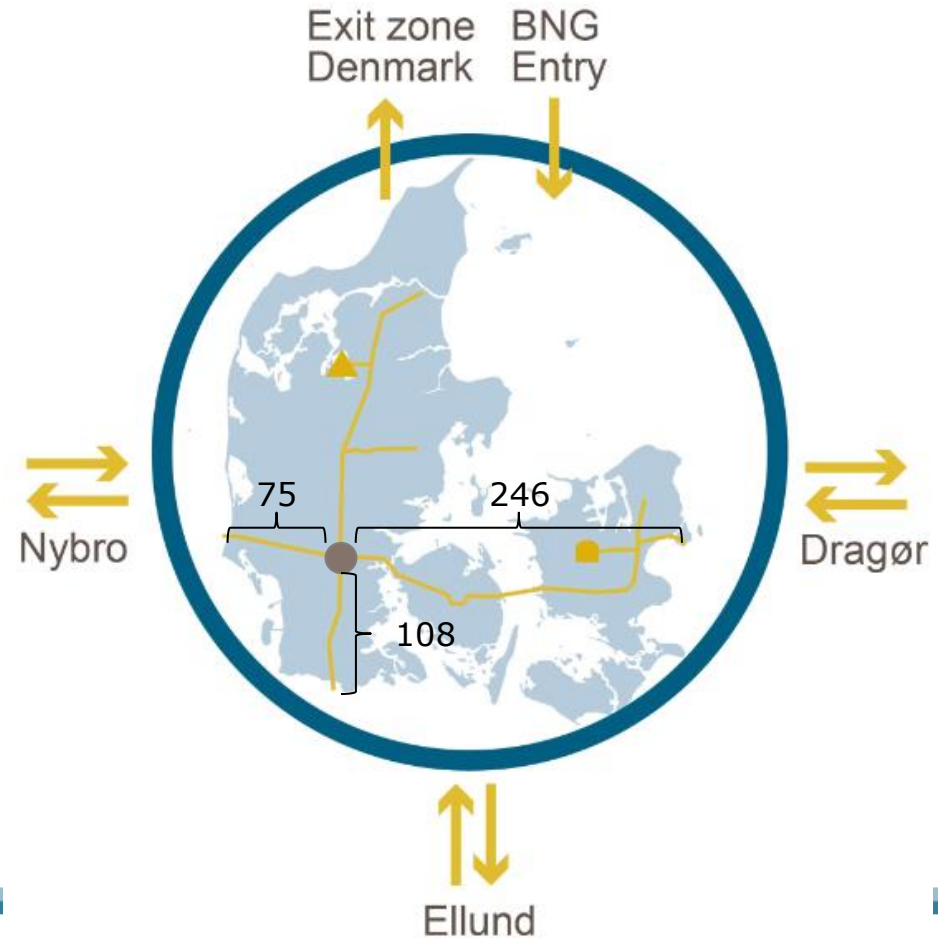 Exit zone
Denmark
BNG
Entry
75
246
Nybro
Dragør
108
Ellund